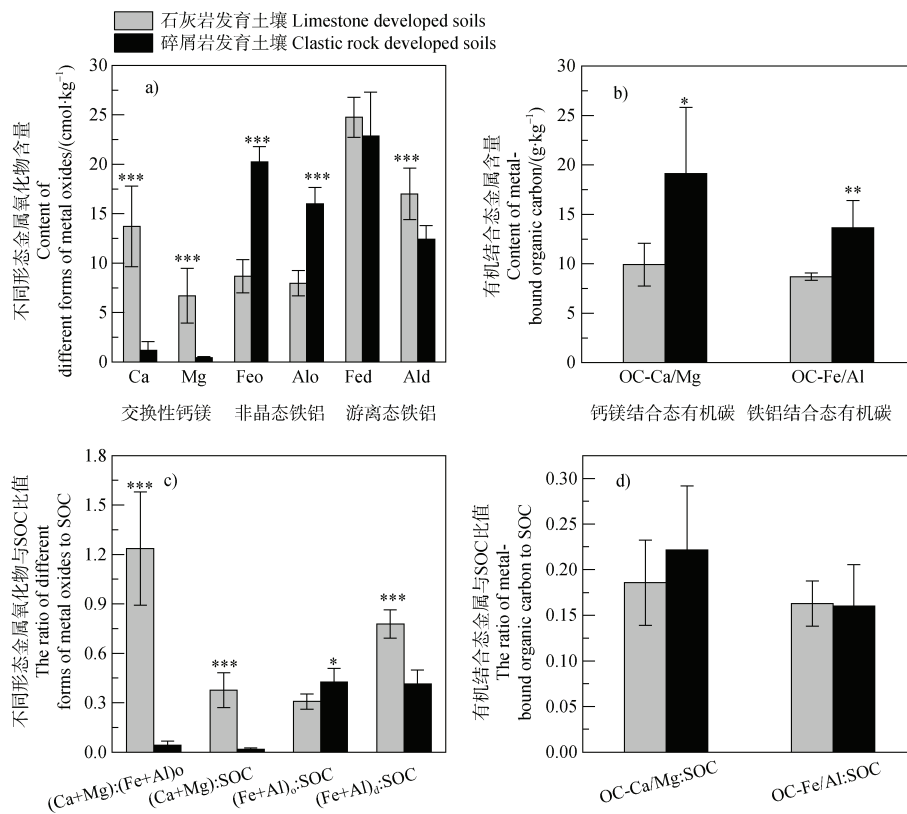 石灰岩发育土壤 Limestone developed soils
碎屑岩发育土壤 Clastic rock developed soils
不同形态金属氧化物含量
Content of
different forms of metal oxides/(cmol·kg⁻¹)
30
25
20
15
10
5
0
a)
***
***
***
***
***
Ca Mg Feo Alo Fed Ald
交换性钙镁 非晶态铁铝 游离态铁铝
有机结合态金属含量
Content of metal-
bound organic carbon/(g·kg⁻¹)
30
25
20
15
10
5
0
b)
*
**
OC-Ca/Mg OC-Fe/Al
钙镁结合态有机碳 铁铝结合态有机碳
不同形态金属氧化物与SOC比值
The ratio of different
forms of metal oxides to SOC
1.8
1.5
1.2
0.9
0.6
0.3
0.0
c)
***
***
*
***
(Ca+Mg):(Fe+Al)o
(Ca+Mg):SOC
(Fe+Al)ₒ:SOC
(Fe+Al)d:SOC
有机结合态金属与SOC比值
The ratio of metal-
bound organic carbon to SOC
0.30
0.25
0.20
0.15
0.10
0.05
0.00
d)
OC-Ca/Mg:SOC
OC-Fe/Al:SOC